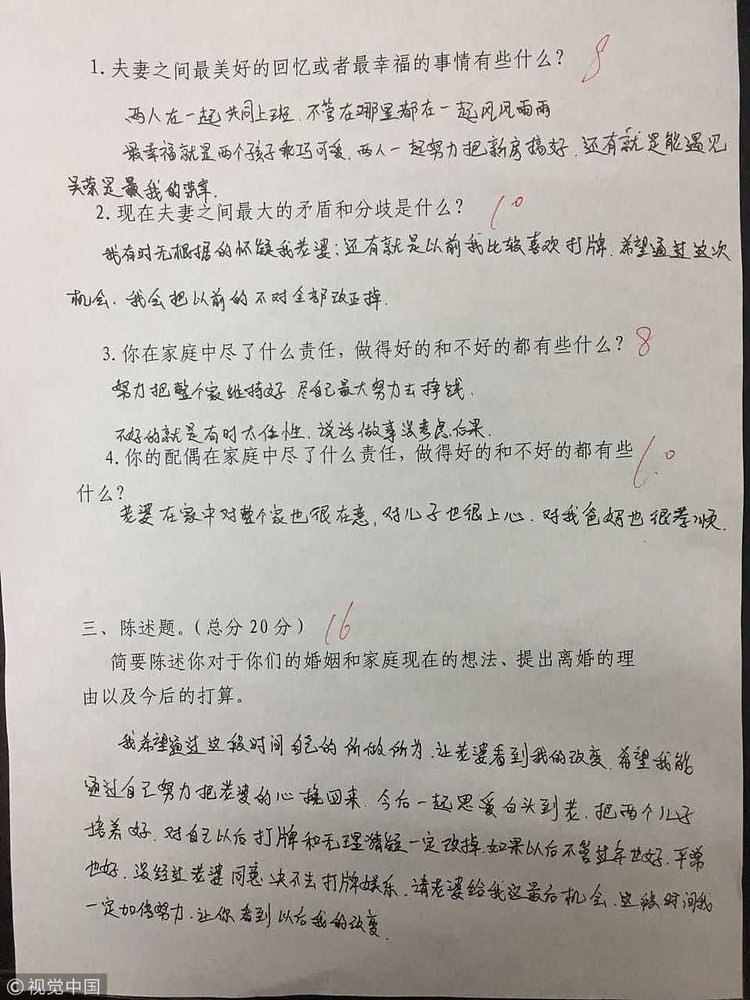 1. 夫妻之间最美好的回忆或者最幸福的事情有些什么？ 8
两人在一起共同上班，不管在哪里都在一起风风雨雨
最幸福就是两个孩子乖巧可爱，两人一起努力把新房搞好，还有就是能遇见
吴荣是最我的荣幸．
2. 现在夫妻之间最大的矛盾和分歧是什么？ 10
我有时无根据的怀疑我老婆；还有就是以前我比较喜欢打牌．希望通过这次
机会、我会把以前的不对全部改正掉．
3. 你在家庭中尽了什么责任，做得好的和不好的都有些什么？ 8
努力把整个家维持好．尽自己最大努力去挣钱．
不好的就是有时太任性，说话做事没考虑后果．
4. 你的配偶在家庭中尽了什么责任，做得好的和不好的都有些 10
什么？
老婆在家中对整个家也很在意，对儿子也很上心．对我爸妈也很孝顺．
三、陈述题。（总分 20 分） 16
简要陈述你对于你们的婚姻和家庭现在的想法、提出离婚的理
由以及今后的打算。
我希望通过这段时间自己的所做所为，让老婆看到我的改变．希望我能
通过自己努力把老婆的心挽回来．今后一起恩爱白头到老．把两个儿子
培养好．对自己以后打牌和无理猜疑一定改掉．如果以后不管过年也好．平常
也好．没经过老婆同意决不去打牌娱乐．请老婆给我这最后机会．这段时间我
一定加倍努力．让你看到以后我的改变．
©视觉中国